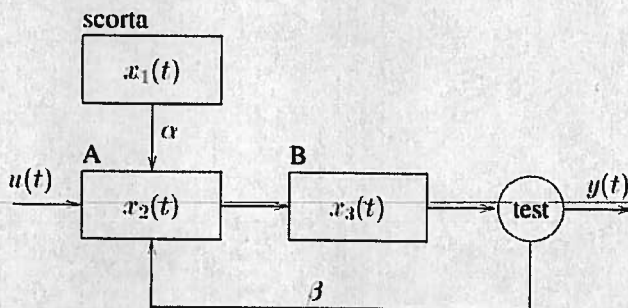 scorta
x₁(t)
α
A
B
u(t)
x₂(t)
x₃(t)
test
y(t)
β